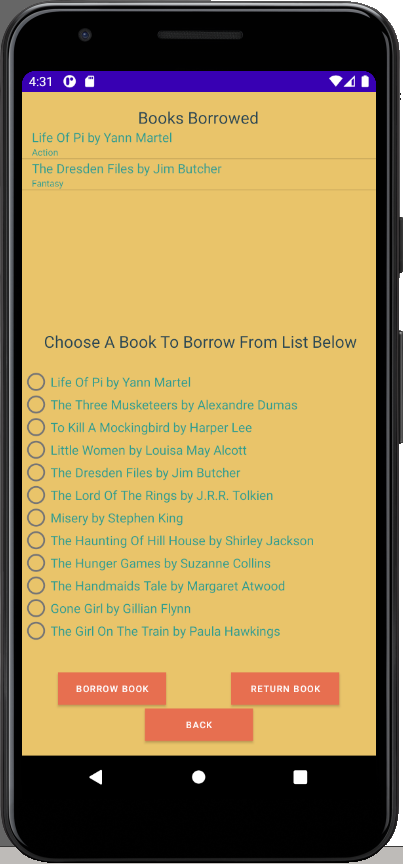 4:31
Books Borrowed
Life Of Pi by Yann Martel
Action
The Dresden Files by Jim Butcher
Fantasy
Choose A Book To Borrow From List Below
Life Of Pi by Yann Martel
The Three Musketeers by Alexandre Dumas
To Kill A Mockingbird by Harper Lee
Little Women by Louisa May Alcott
The Dresden Files by Jim Butcher
The Lord Of The Rings by J.R.R. Tolkien
Misery by Stephen King
The Haunting Of Hill House by Shirley Jackson
The Hunger Games by Suzanne Collins
The Handmaids Tale by Margaret Atwood
Gone Girl by Gillian Flynn
The Girl On The Train by Paula Hawkings
BORROW BOOK RETURN BOOK
BACK